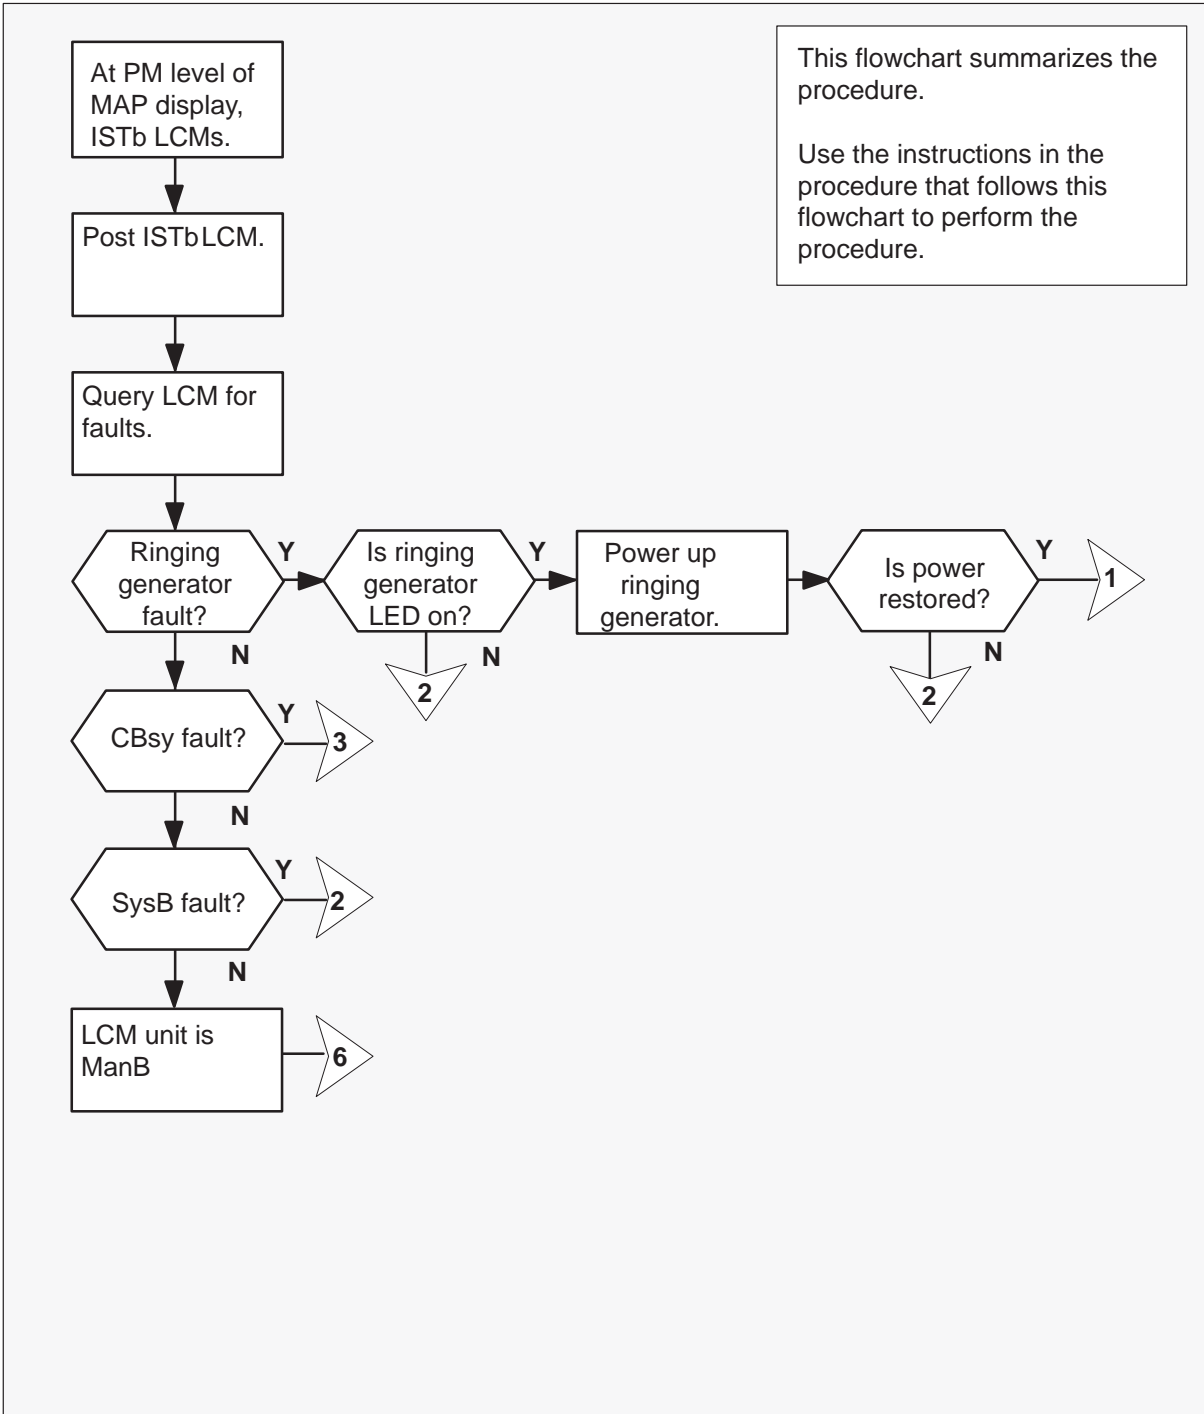 At PM level of
MAP display,
ISTb LCMs.
This flowchart summarizes the
procedure.
Use the instructions in the
procedure that follows this
flowchart to perform the
procedure.
Post ISTb LCM.
Query LCM for
faults.
Ringing
generator
fault?
Y
N
Is ringing
generator
LED on?
Y
N
2
Power up
ringing
generator.
Is power
restored?
Y
1
N
2
CBsy fault?
Y
3
N
SysB fault?
Y
2
N
LCM unit is
ManB
6